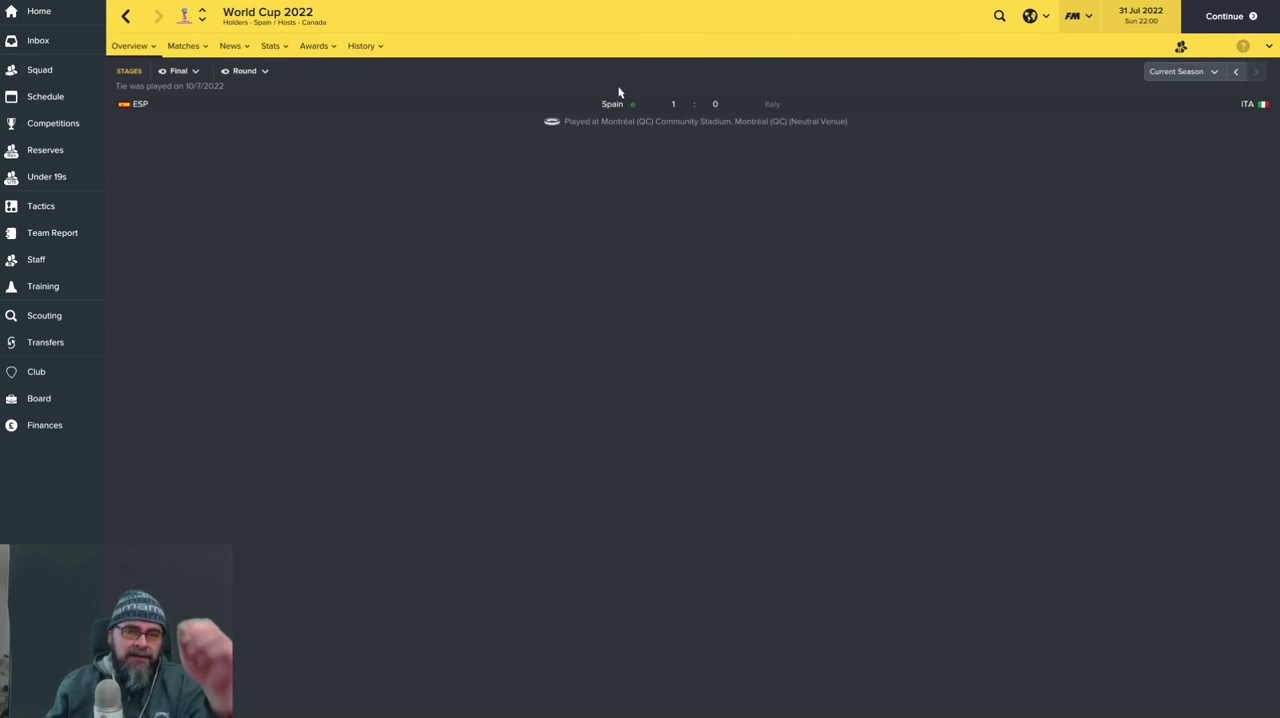 Home
World Cup 2022
Holders - Spain / Hosts - Canada
FM
31 Jul 2022
Sun 22:00
Continue
Inbox
Overview Matches News Stats Awards History
?
Squad
STAGES Final Round
Current Season
Tie was played on 10/7/2022
Schedule
ESP Spain e 1 : 0 Italy ITA
Competitions
Played at Montréal (QC) Community Stadium, Montréal (QC) (Neutral Venue)
Reserves
Under 19s
Tactics
Team Report
Staff
Training
Scouting
Transfers
Club
Board
Finances